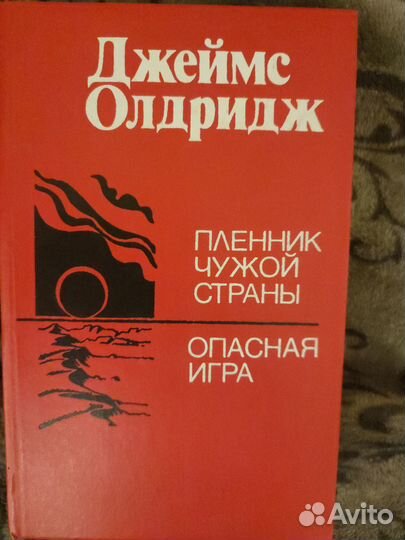 Джеймс
Олдридж
ПЛЕННИК
ЧУЖОЙ
СТРАНЫ
ОПАСНАЯ
ИГРА
Avito